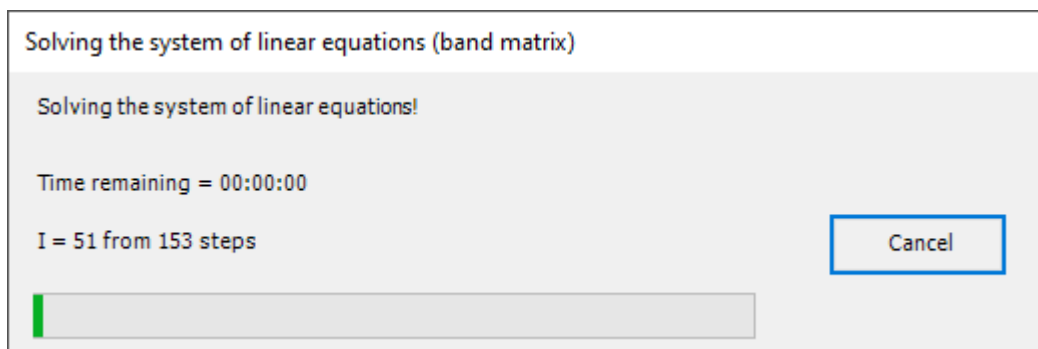 Solving the system of linear equations (band matrix)
Solving the system of linear equations!
Time remaining = 00:00:00
I = 51 from 153 steps
Cancel